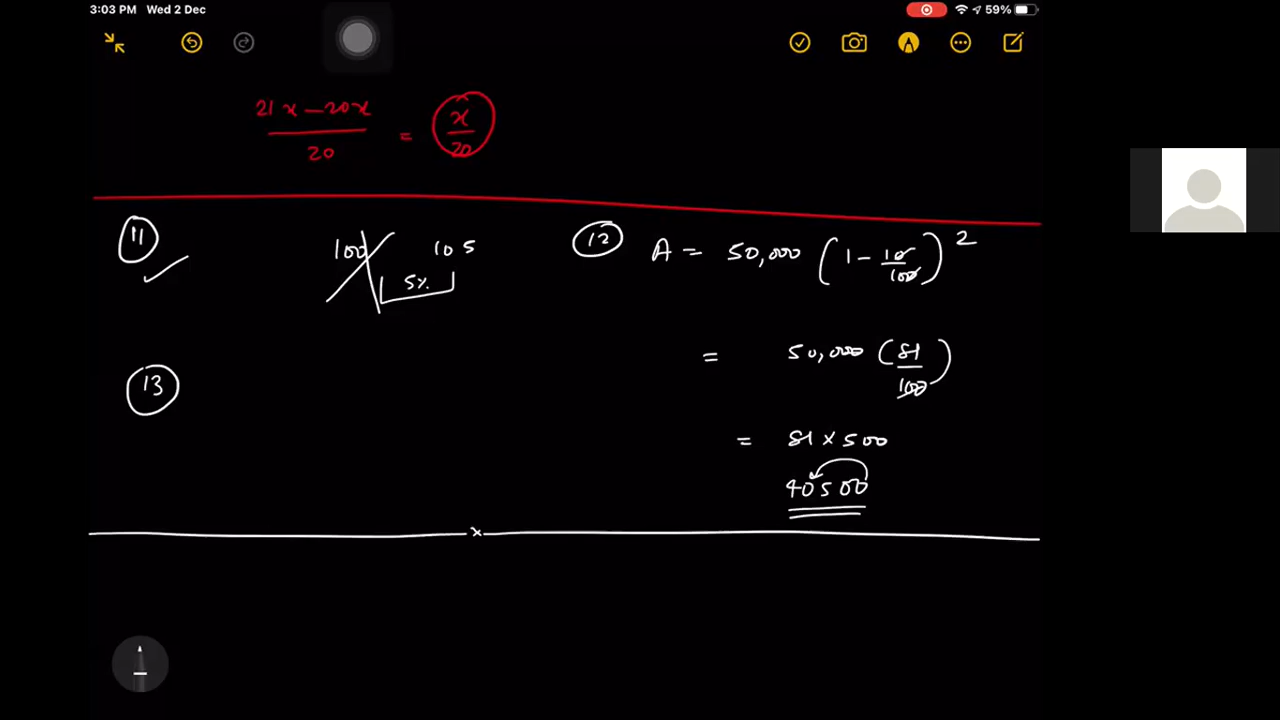 3:03 PM Wed 2 Dec
59%
21x - 20x / 20 = x/20
11
100 105
5%
12 A = 50,000 (1 - 10/100)^2
= 50,000 (81/100)
13
= 81 x 500
40500
x